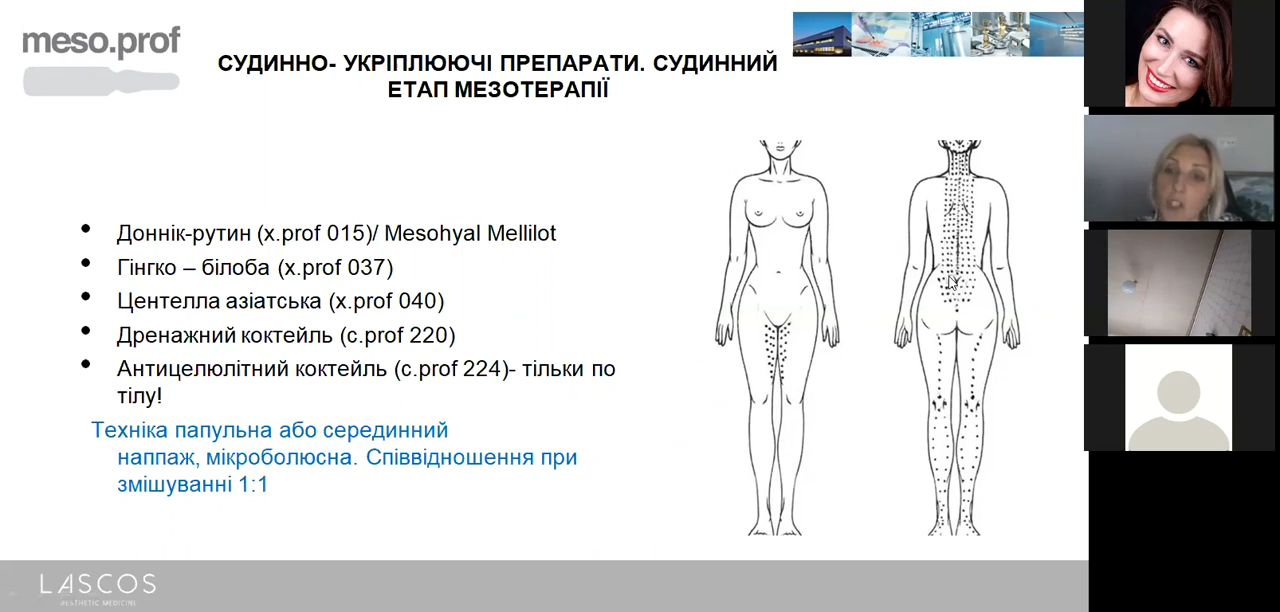 meso.prof
СУДИННО- УКРІПЛЮЮЧІ ПРЕПАРАТИ. СУДИННИЙ
ЕТАП МЕЗОТЕРАПІЇ
Доннік-рутин (x.prof 015)/ Mesohyal Mellilot
Гінгко – білоба (x.prof 037)
Центелла азіатська (x.prof 040)
Дренажний коктейль (c.prof 220)
Антицелюлітний коктейль (c.prof 224)- тільки по
тілу!
Техніка папульна або серединний
наппаж, мікроболюсна. Співвідношення при
змішуванні 1:1
LASCOS
AESTHETIC MEDICINE